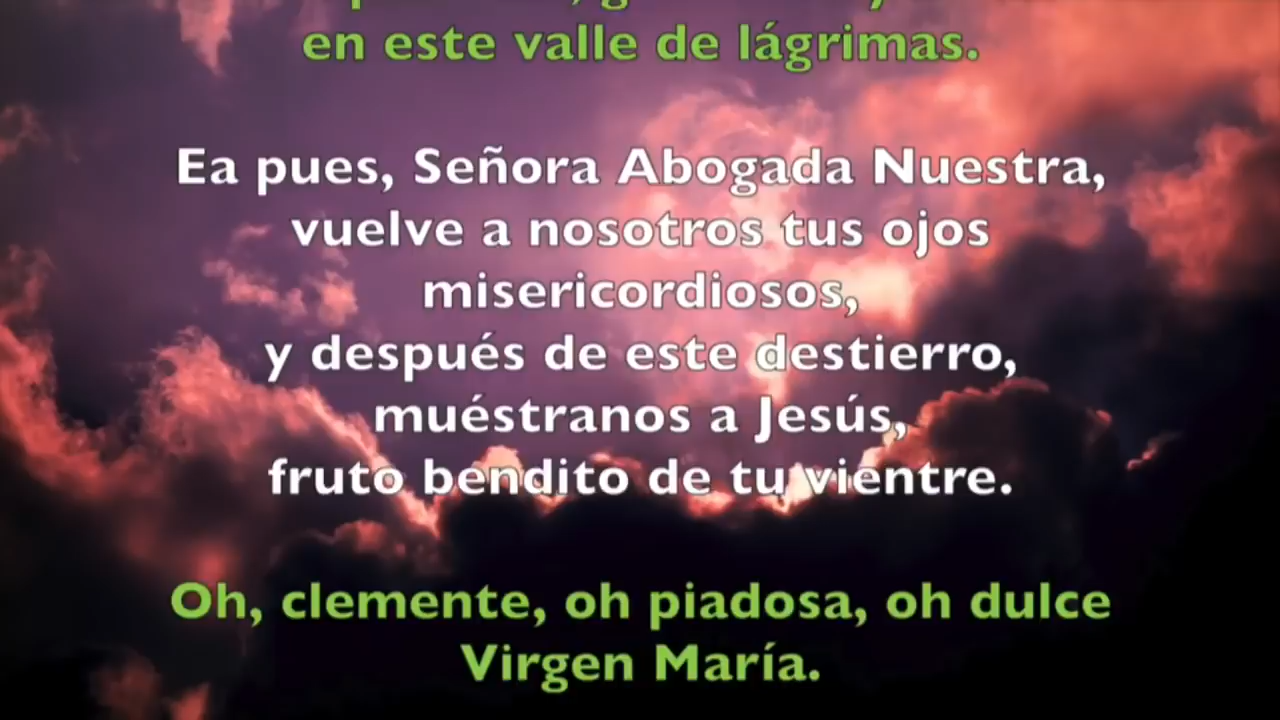 en este valle de lágrimas.
Ea pues, Señora Abogada Nuestra,
vuelve a nosotros tus ojos
misericordiosos,
y después de este destierro,
muéstranos a Jesús,
fruto bendito de tu vientre.
Oh, clemente, oh piadosa, oh dulce
Virgen María.